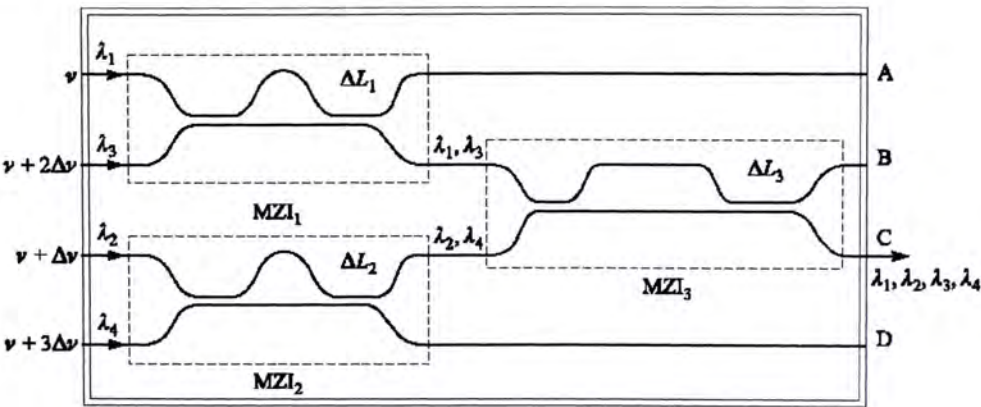 λ₁
ν
ΔL₁
A
λ₃
ν + 2Δν
λ₁, λ₃
B
ΔL₃
MZI₁
λ₂
ν + Δν
ΔL₂
λ₂, λ₄
C
λ₁, λ₂, λ₃, λ₄
MZI₃
λ₄
ν + 3Δν
D
MZI₂